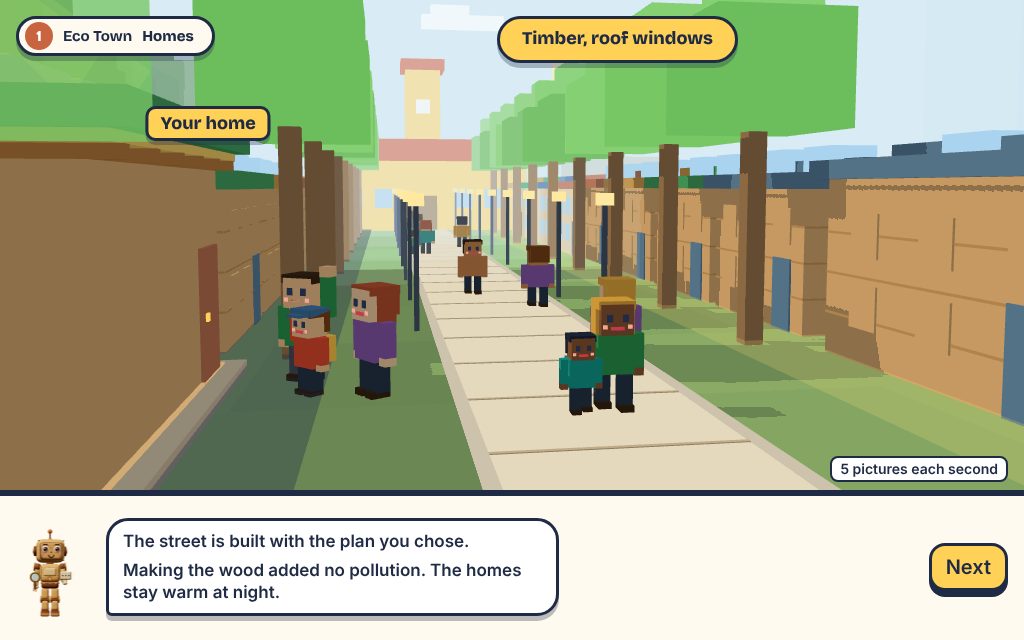 1 Eco Town Homes
Timber, roof windows
Your home
5 pictures each second
The street is built with the plan you chose.
Making the wood added no pollution. The homes
stay warm at night.
Next